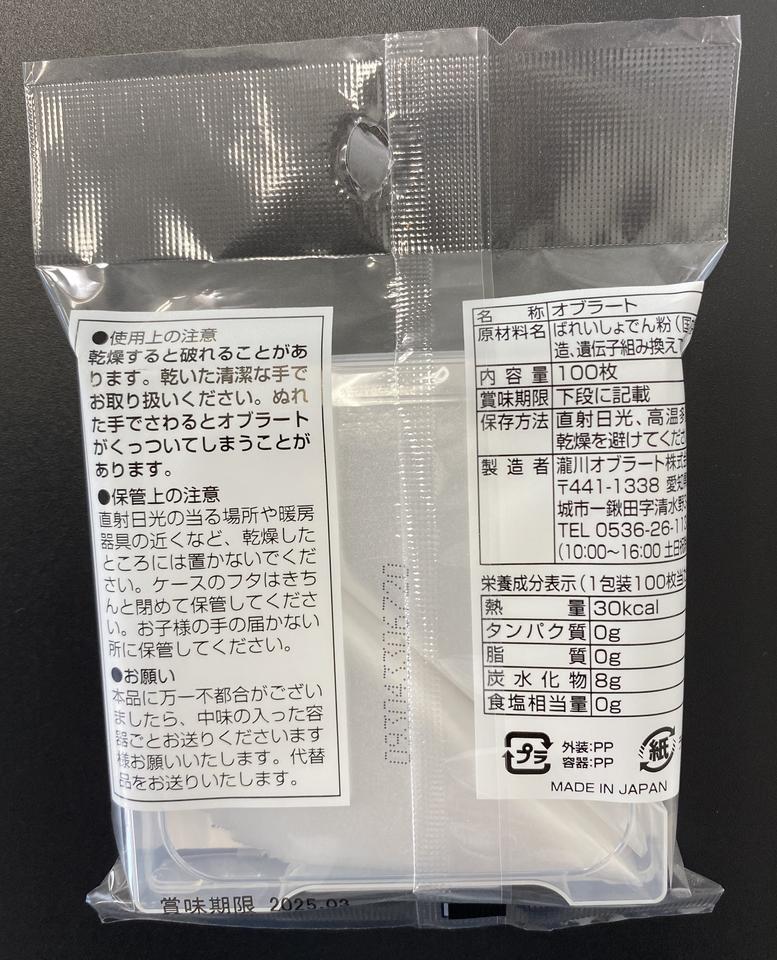 ●使用上の注意
乾燥すると破れることがあ
ります。乾いた清潔な手で
お取り扱いください。ぬれ
た手でさわるとオブラート
がくっついてしまうことが
あります。
●保管上の注意
直射日光の当る場所や暖房
器具の近くなど、乾燥した
ところには置かないでくだ
さい。ケースのフタはきち
んと閉めて保管してくださ
い。お子様の手の届かない
所に保管してください。
●お願い
本品に万一不都合がござい
ましたら、中味の入った容
器ごとお送りくださいます
様お願いいたします。代替
品をお送りいたします。
名称 オブラート
原材料名 ばれいしょでん粉(国
造、遺伝子組み換え
内容量 100枚
賞味期限 下段に記載
保存方法 直射日光、高温多
乾燥を避けてくださ
製造者 瀧川オブラート株式会
〒441-1338 愛知県
城市一鍬田字清水野
TEL 0536-26-11
(10:00~16:00 土日祝
栄養成分表示(1包装100枚当
熱量 30kcal
タンパク質 0g
脂質 0g
炭水化物 8g
食塩相当量 0g
プラ
外装:PP
容器:PP
紙
MADE IN JAPAN
賞味期限 2025.03